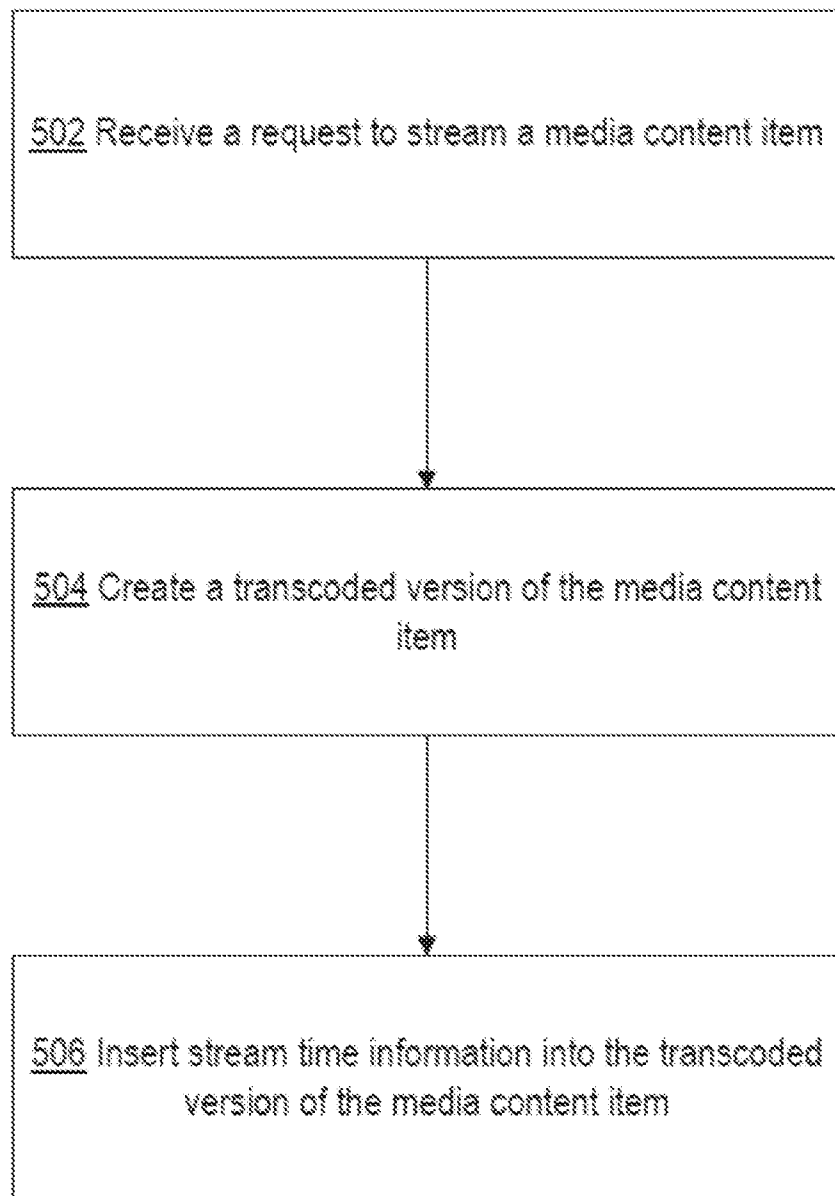 502 Receive a request to stream a media content item
504 Create a transcoded version of the media content
item
506 Insert stream time information into the transcoded
version of the media content item